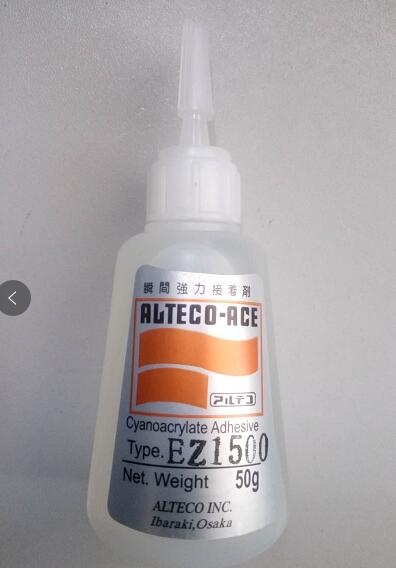 瞬間強力接着剤
ALTECO-ACE
アルテコ
Cyanoacrylate Adhesive
Type. EZ1500
Net. Weight 50g
ALTECO INC.
Ibaraki,Osaka